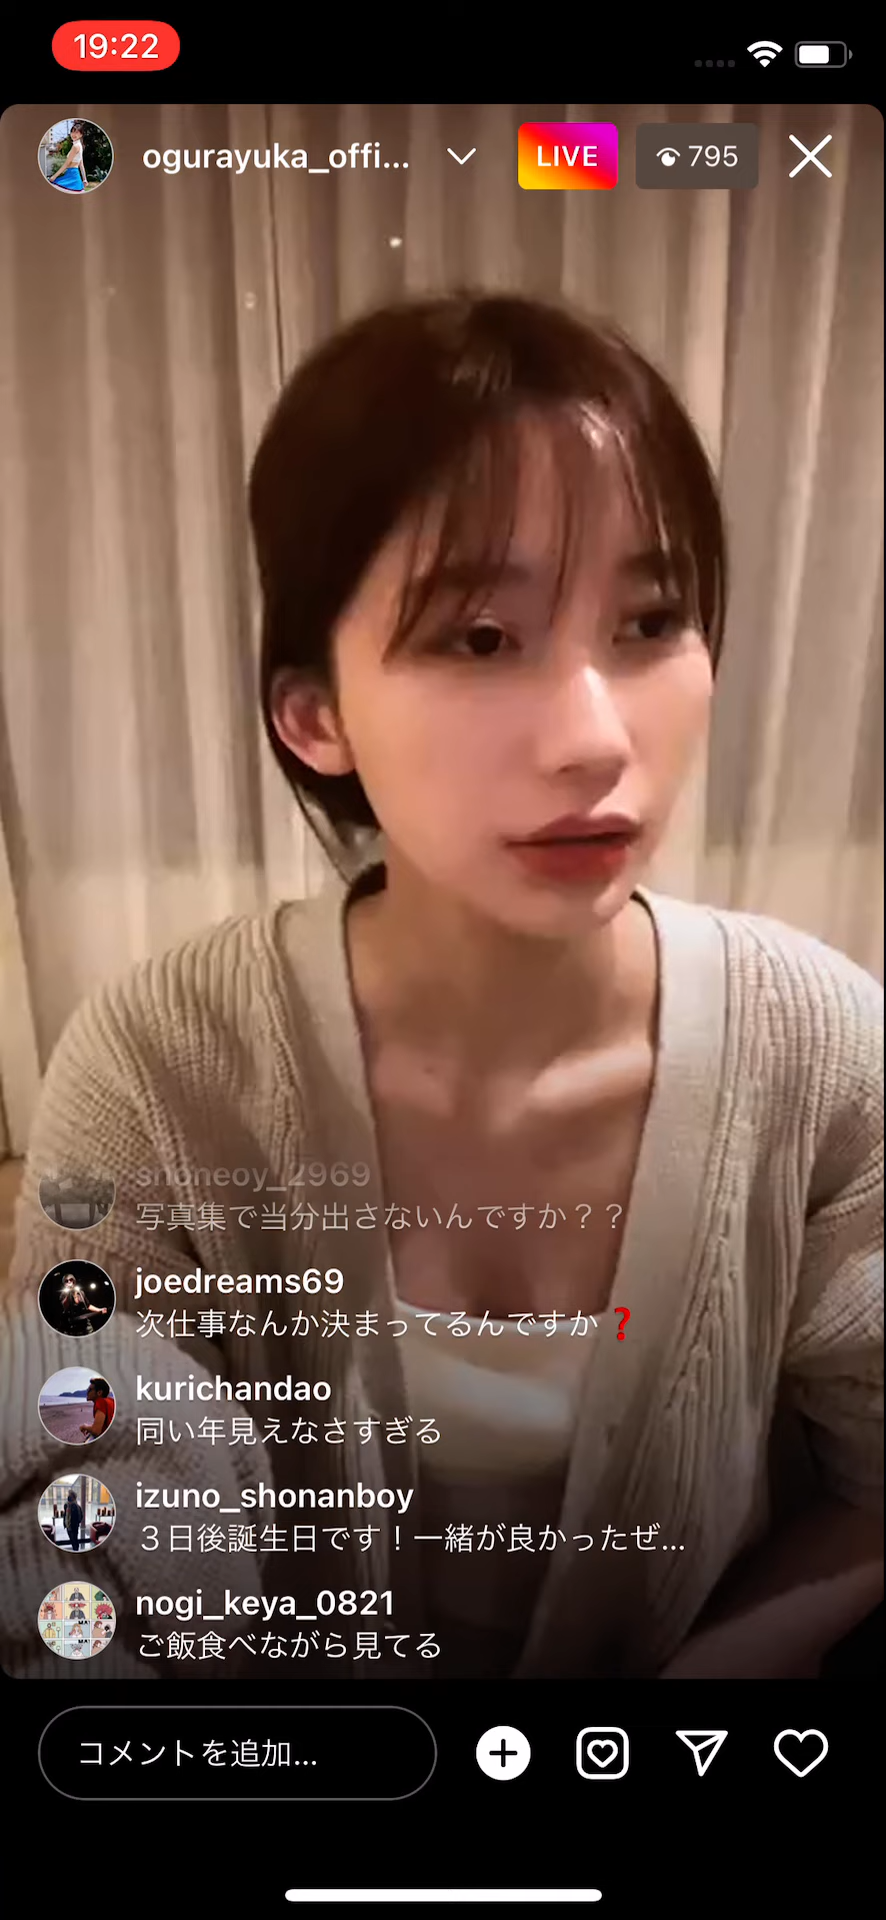 19:22
ogurayuka_offi...
LIVE
795
shoneoy_2969
写真集で当分出さないんですか？？
joedreams69
次仕事なんか決まってるんですか❓
kurichandao
同い年見えなさすぎる
izuno_shonanboy
３日後誕生日です！一緒が良かったぜ...
nogi_keya_0821
ご飯食べながら見てる
コメントを追加...